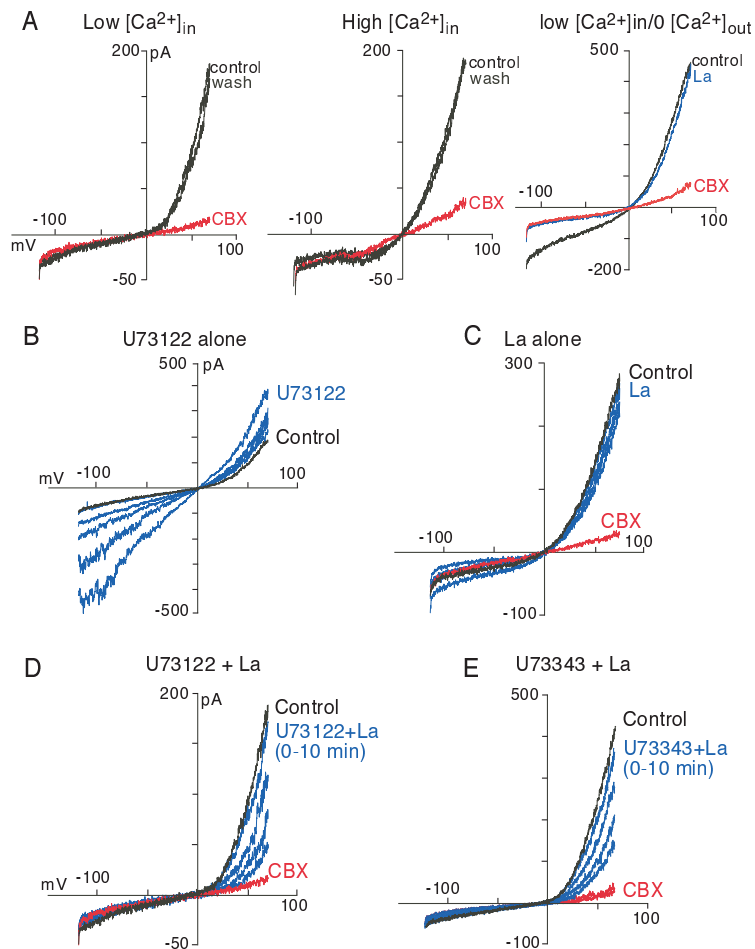 A
Low [Ca2+]in
High [Ca2+]in
low [Ca2+]in/0 [Ca2+]out
200
pA
control
wash
CBX
-100
mV
100
-50
200
control
wash
CBX
-100
100
-50
500
control
La
CBX
-100
100
-200
B
U73122 alone
500
pA
U73122
Control
mV
-100
100
-500
C
La alone
300
Control
La
CBX
-100
100
-100
D
U73122 + La
200
pA
Control
U73122+La
(0-10 min)
CBX
mV
-100
100
-50
E
U73343 + La
500
Control
U73343+La
(0-10 min)
CBX
-100
100
-100